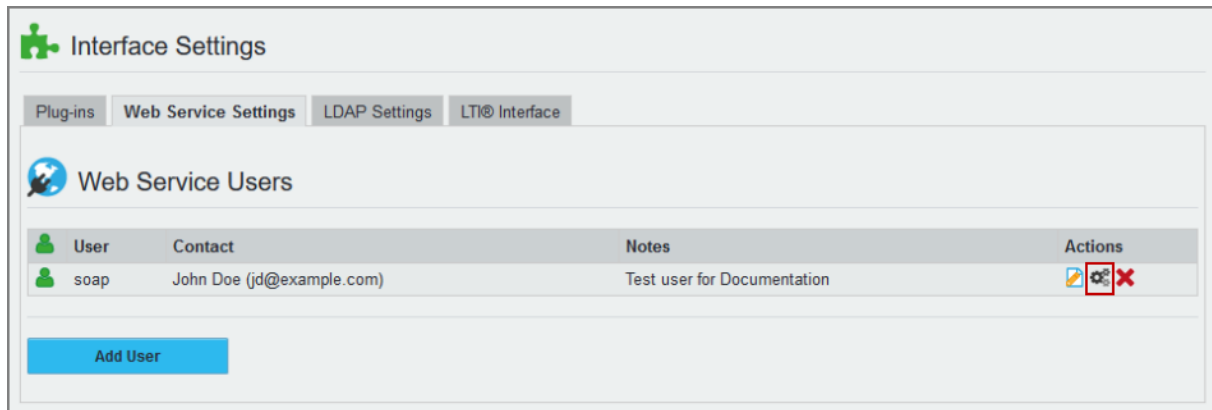 Interface Settings
Plug-ins Web Service Settings LDAP Settings LTI® Interface
Web Service Users
User Contact Notes Actions
soap John Doe (jd@example.com) Test user for Documentation
Add User